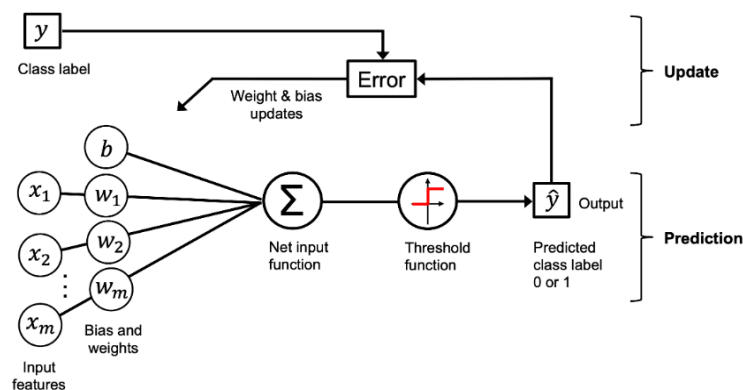 y
Class label
Error
Update
Weight & bias
updates
b
x₁
w₁
x₂
w₂
⋮
wₘ
xₘ
Σ
ŷ
Output
Net input
function
Threshold
function
Predicted
class label
0 or 1
Prediction
Bias and
weights
Input
features